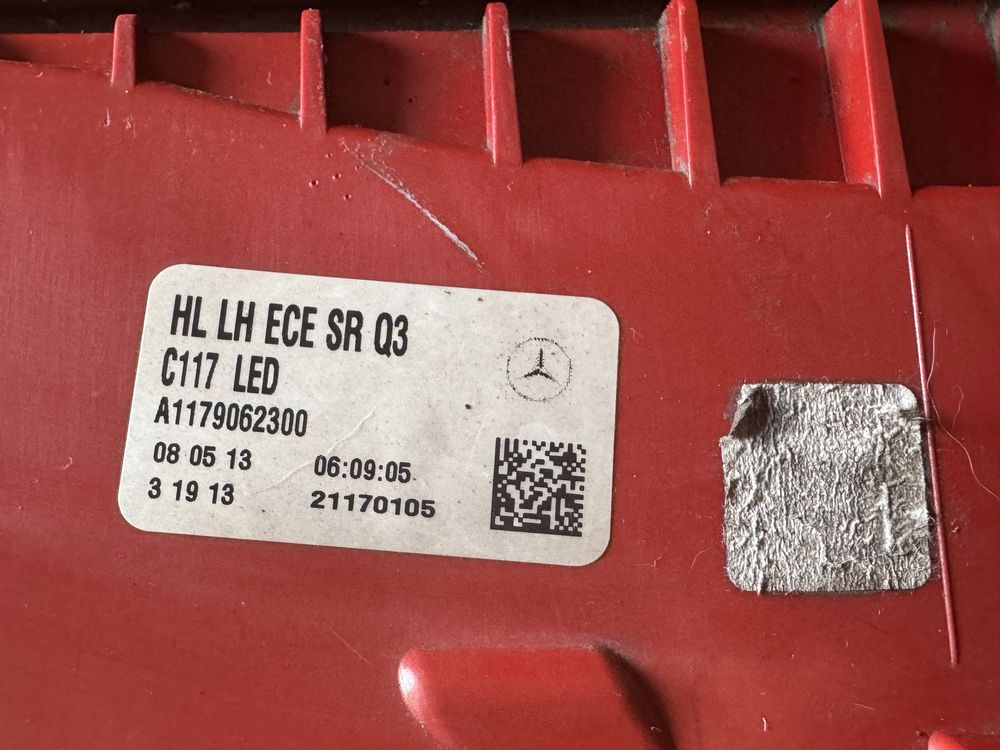 HL LH ECE SR Q3
C117 LED
A1179062300
08 05 13 06:09:05
3 19 13 21170105